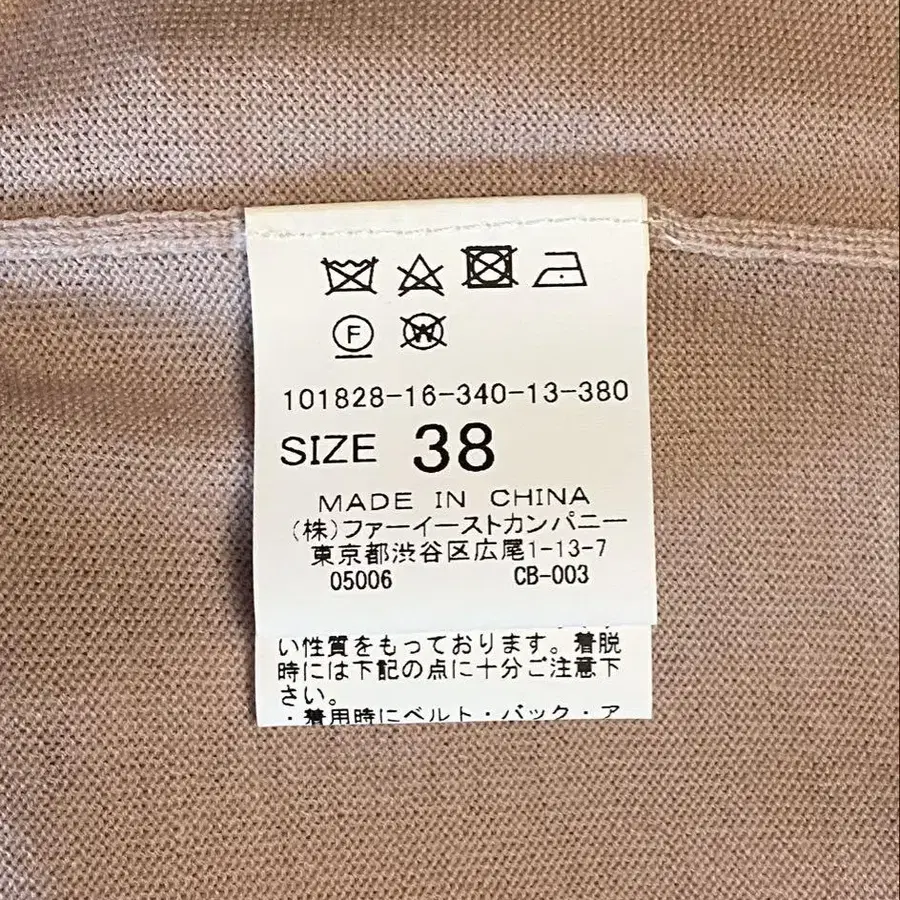 F
W
101828-16-340-13-380
SIZE 38
MADE IN CHINA
(株)ファーイーストカンパニー
東京都渋谷区広尾1-13-7
05006 CB-003
い性質をもっております。着脱
時には下記の点に十分ご注意下
さい。
・着用時にベルト・バック・ア